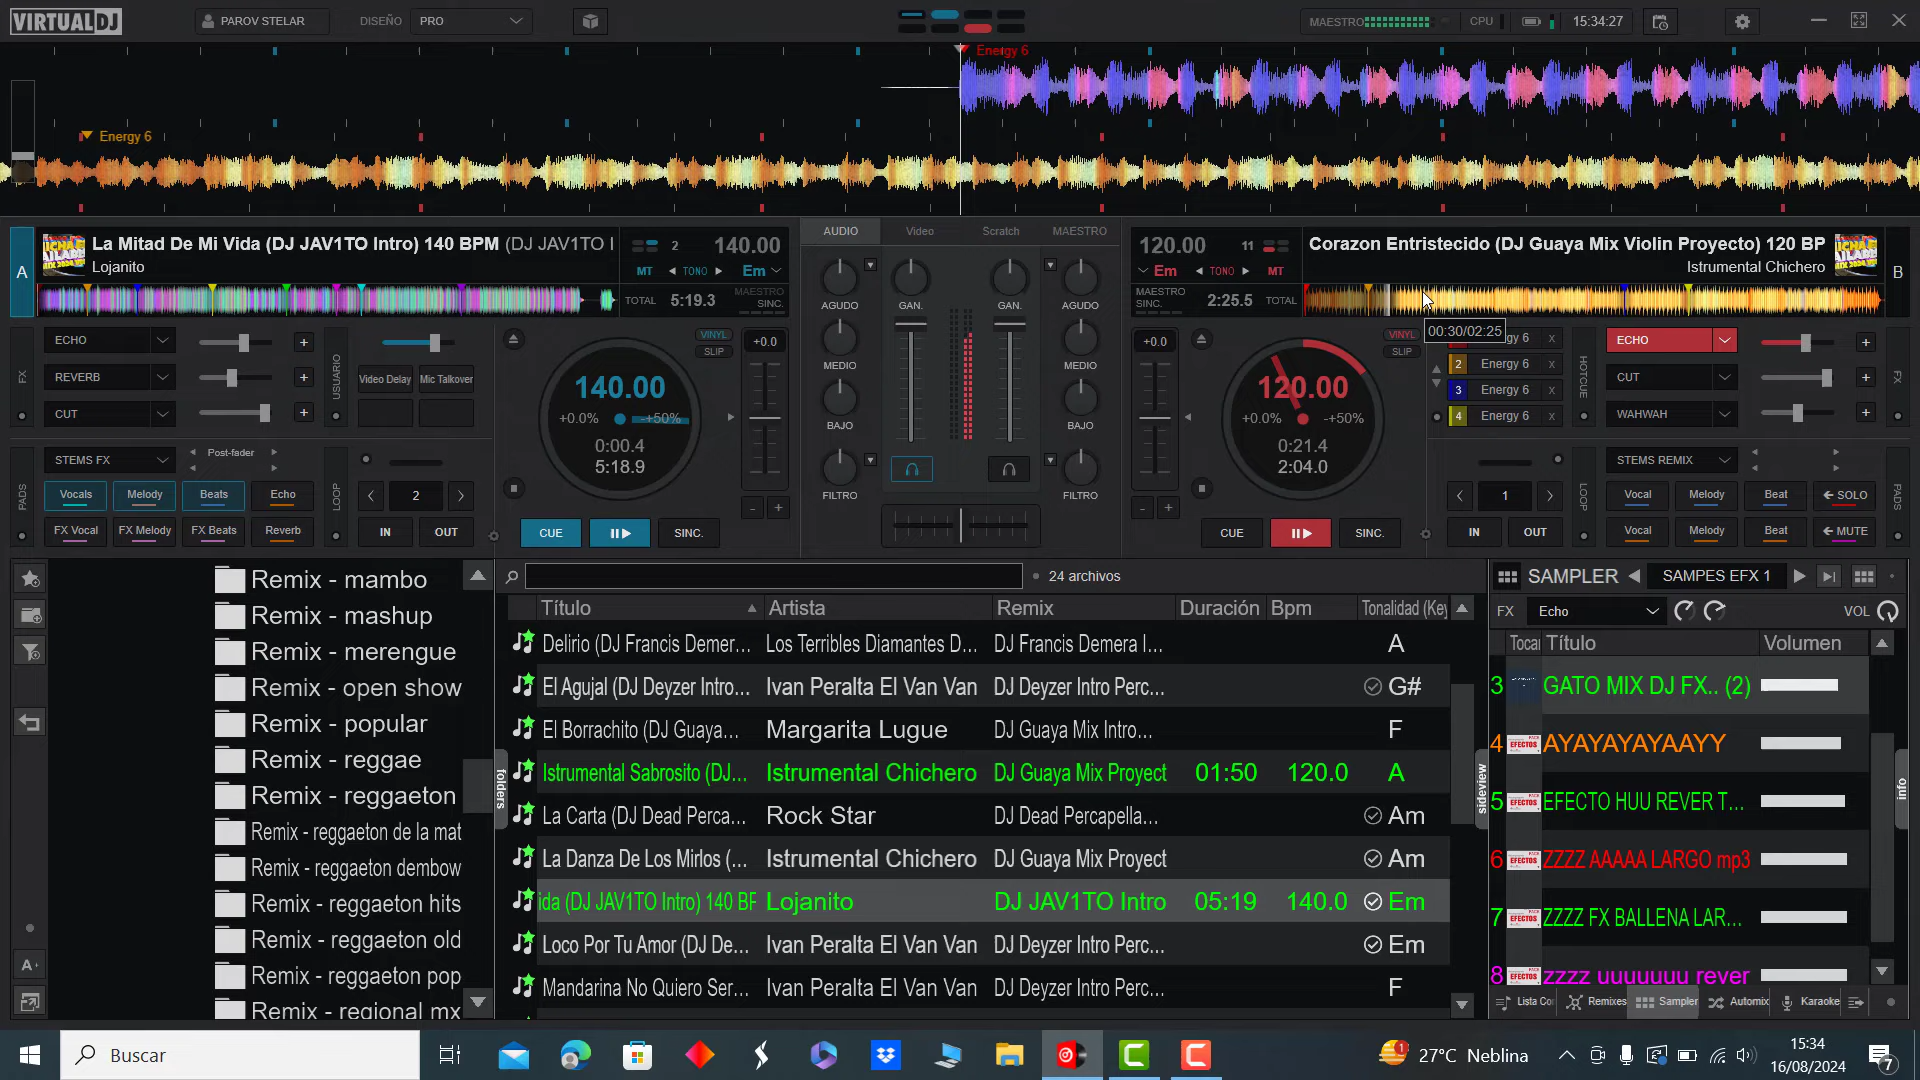 VIRTUALDJ
PAROV STELAR
DISEÑO
PRO
MAESTRO
CPU
15:34:27
Energy 6
Energy 6
A
La Mitad De Mi Vida (DJ JAV1TO Intro) 140 BPM (DJ JAV1TO I
Lojanito
2
140.00
MT
TONO
Em
TOTAL
5:19.3
MAESTRO
SINC.
AUDIO
Video
Scratch
MAESTRO
120.00
11
Em
TONO
MT
MAESTRO
SINC.
2:25.5
TOTAL
Corazon Entristecido (DJ Guaya Mix Violin Proyecto) 120 BP
Istrumental Chichero
B
00:30/02:25
FX
ECHO
REVERB
CUT
USUARIO
Video Delay
Mic Talkover
VINYL
SLIP
+0.0
140.00
+0.0%
-+50%
0:00.4
5:18.9
AGUDO
GAN.
GAN.
AGUDO
MEDIO
MEDIO
BAJO
BAJO
FILTRO
FILTRO
+0.0
VINYL
SLIP
120.00
+0.0%
-+50%
0:21.4
2:04.0
Energy 6 x
2 Energy 6 x
3 Energy 6 x
4 Energy 6 x
HOTCUE
ECHO
CUT
WAHWAH
FX
PADS
STEMS FX
Post-fader
Vocals
Melody
Beats
Echo
FX Vocal
FX Melody
FX Beats
Reverb
LOOP
2
IN
OUT
CUE
SINC.
- +
- +
CUE
SINC.
1
IN
OUT
LOOP
STEMS REMIX
Vocal
Melody
Beat
SOLO
Vocal
Melody
Beat
MUTE
PADS
Remix - mambo
Remix - mashup
Remix - merengue
Remix - open show
Remix - popular
Remix - reggae
Remix - reggaeton
Remix - reggaeton de la mat
Remix - reggaeton dembow
Remix - reggaeton hits
Remix - reggaeton old
Remix - reggaeton pop
Remix - regional mx
A+
folders
24 archivos
Título Artista Remix Duración Bpm Tonalidad (Key
Delirio (DJ Francis Demer... Los Terribles Diamantes D... DJ Francis Demera I... A
El Agujal (DJ Deyzer Intro... Ivan Peralta El Van Van DJ Deyzer Intro Perc... G#
El Borrachito (DJ Guaya... Margarita Lugue DJ Guaya Mix Intro... F
Istrumental Sabrosito (DJ... Istrumental Chichero DJ Guaya Mix Proyect 01:50 120.0 A
La Carta (DJ Dead Perca... Rock Star DJ Dead Percapella... Am
La Danza De Los Mirlos (... Istrumental Chichero DJ Guaya Mix Proyect Am
ida (DJ JAV1TO Intro) 140 BF Lojanito DJ JAV1TO Intro 05:19 140.0 Em
Loco Por Tu Amor (DJ De... Ivan Peralta El Van Van DJ Deyzer Intro Perc... Em
Mandarina No Quiero Ser... Ivan Peralta El Van Van DJ Deyzer Intro Perc... F
sideview
SAMPLER
SAMPES EFX 1
FX
Echo
VOL
Tocar Título Volumen
3 GATO MIX DJ FX.. (2)
4 EFECTOS AYAYAYAYAAYY
5 EFECTOS EFECTO HUU REVER T...
6 EFECTOS ZZZZ AAAAA LARGO mp3
7 EFECTOS ZZZZ FX BALLENA LAR...
8 EFECTOS zzzz uuuuuuu rever
info
Lista Co
Remixes
Sampler
Automix
Karaoke
Buscar
1
27°C Neblina
15:34
16/08/2024
7